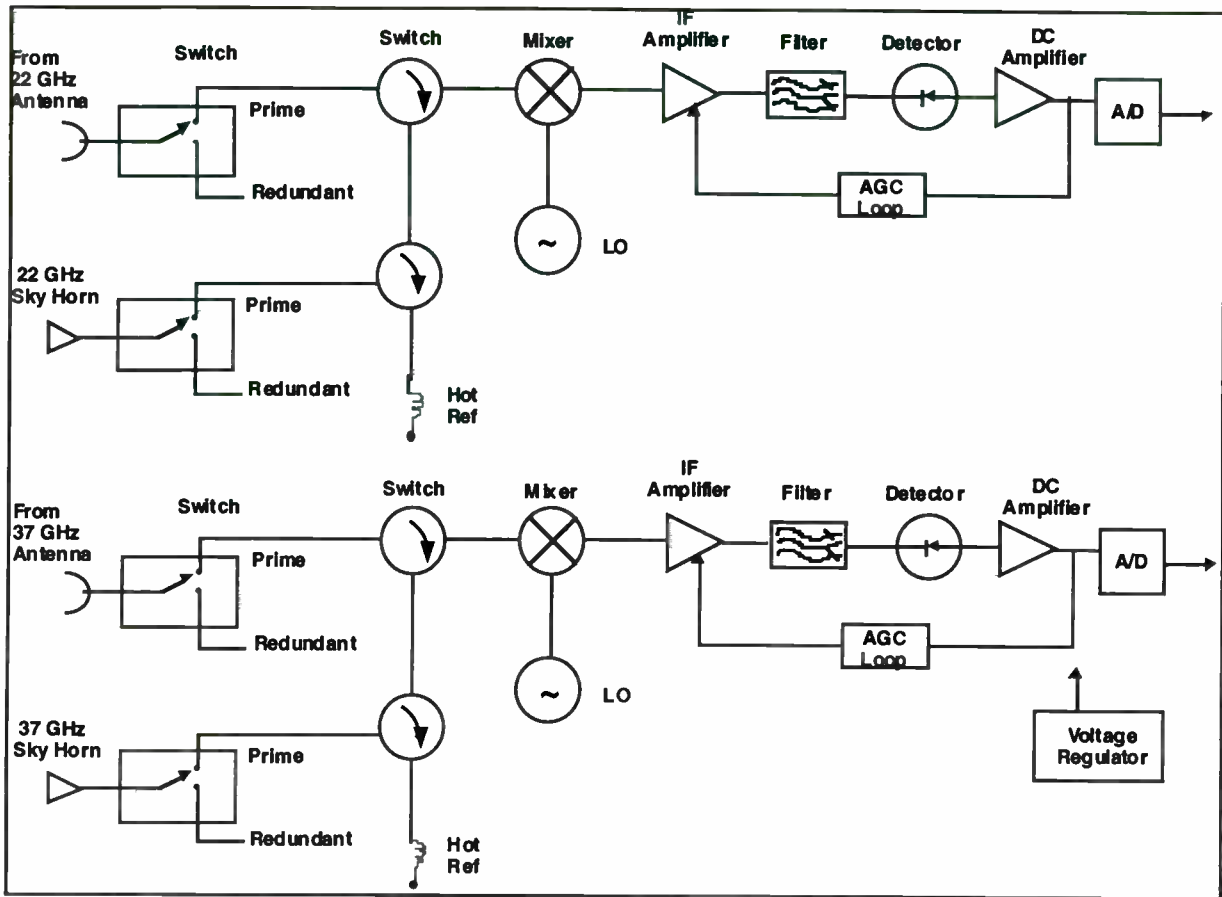 IF
Amplifier
DC
Amplifier
Switch
Mixer
Filter
Detector
From
22 GHz
Antenna
Switch
Prime
A/D
Redundant
AGC
Loop
LO
22 GHz
Sky Horn
Prime
Redundant
Hot
Ref
IF
Amplifier
DC
Amplifier
Switch
Mixer
Filter
Detector
From
37 GHz
Antenna
Switch
Prime
A/D
Redundant
AGC
Loop
LO
37 GHz
Sky Horn
Prime
Voltage
Regulator
Redundant
Hot
Ref
~
~